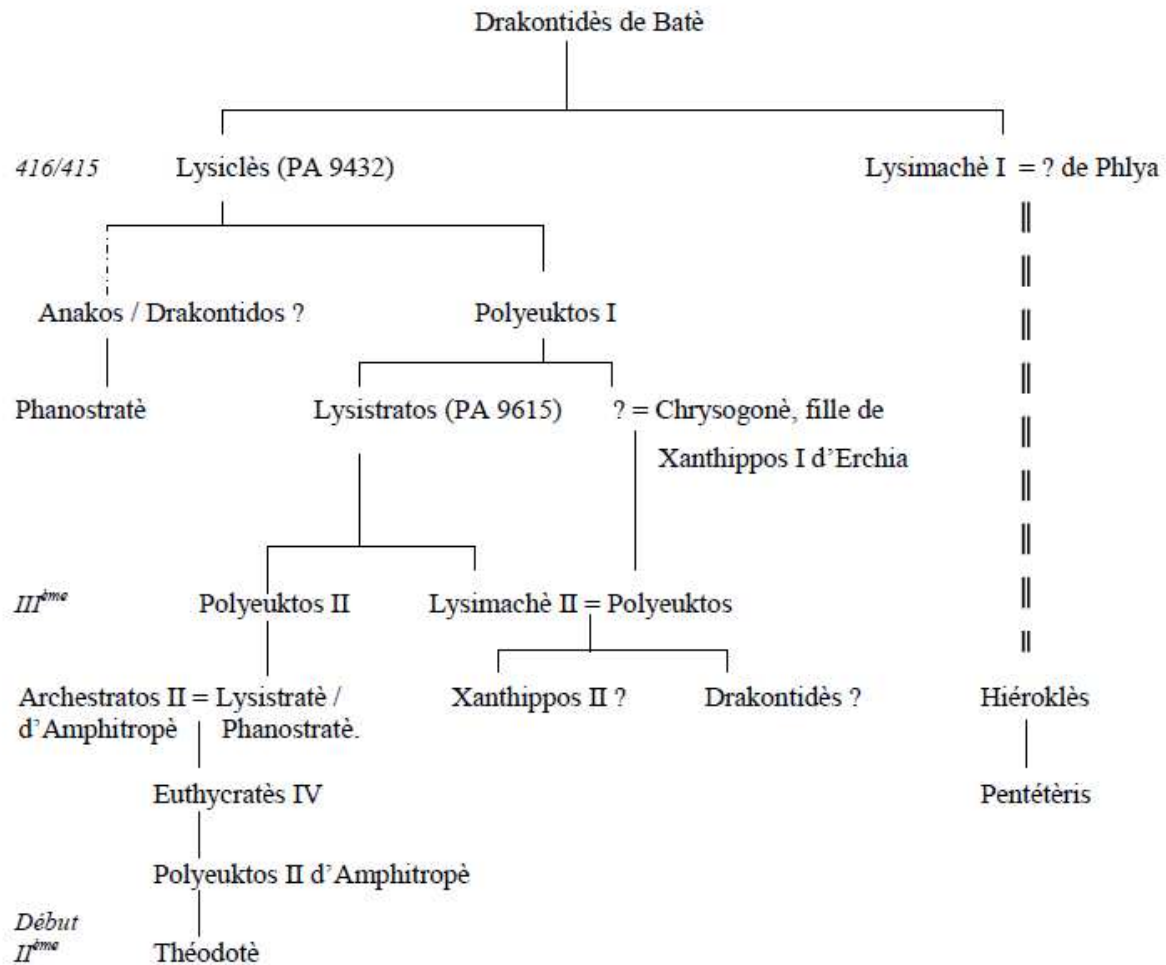 Drakontidès de Batè
416/415 Lysiclès (PA 9432) Lysimachè I = ? de Phlya
Anakos / Drakontidos ? Polyeuktos I
Phanostratè Lysistratos (PA 9615) ? = Chrysogonè, fille de
Xanthippos I d’Erchia
IIIème Polyeuktos II Lysimachè II = Polyeuktos
Archestratos II = Lysistratè / Xanthippos II ? Drakontidès ? Hiéroklès
d’Amphitropè Phanostratè.
Euthycratès IV Pentétèris
Polyeuktos II d’Amphitropè
Début
IIème Théodotè